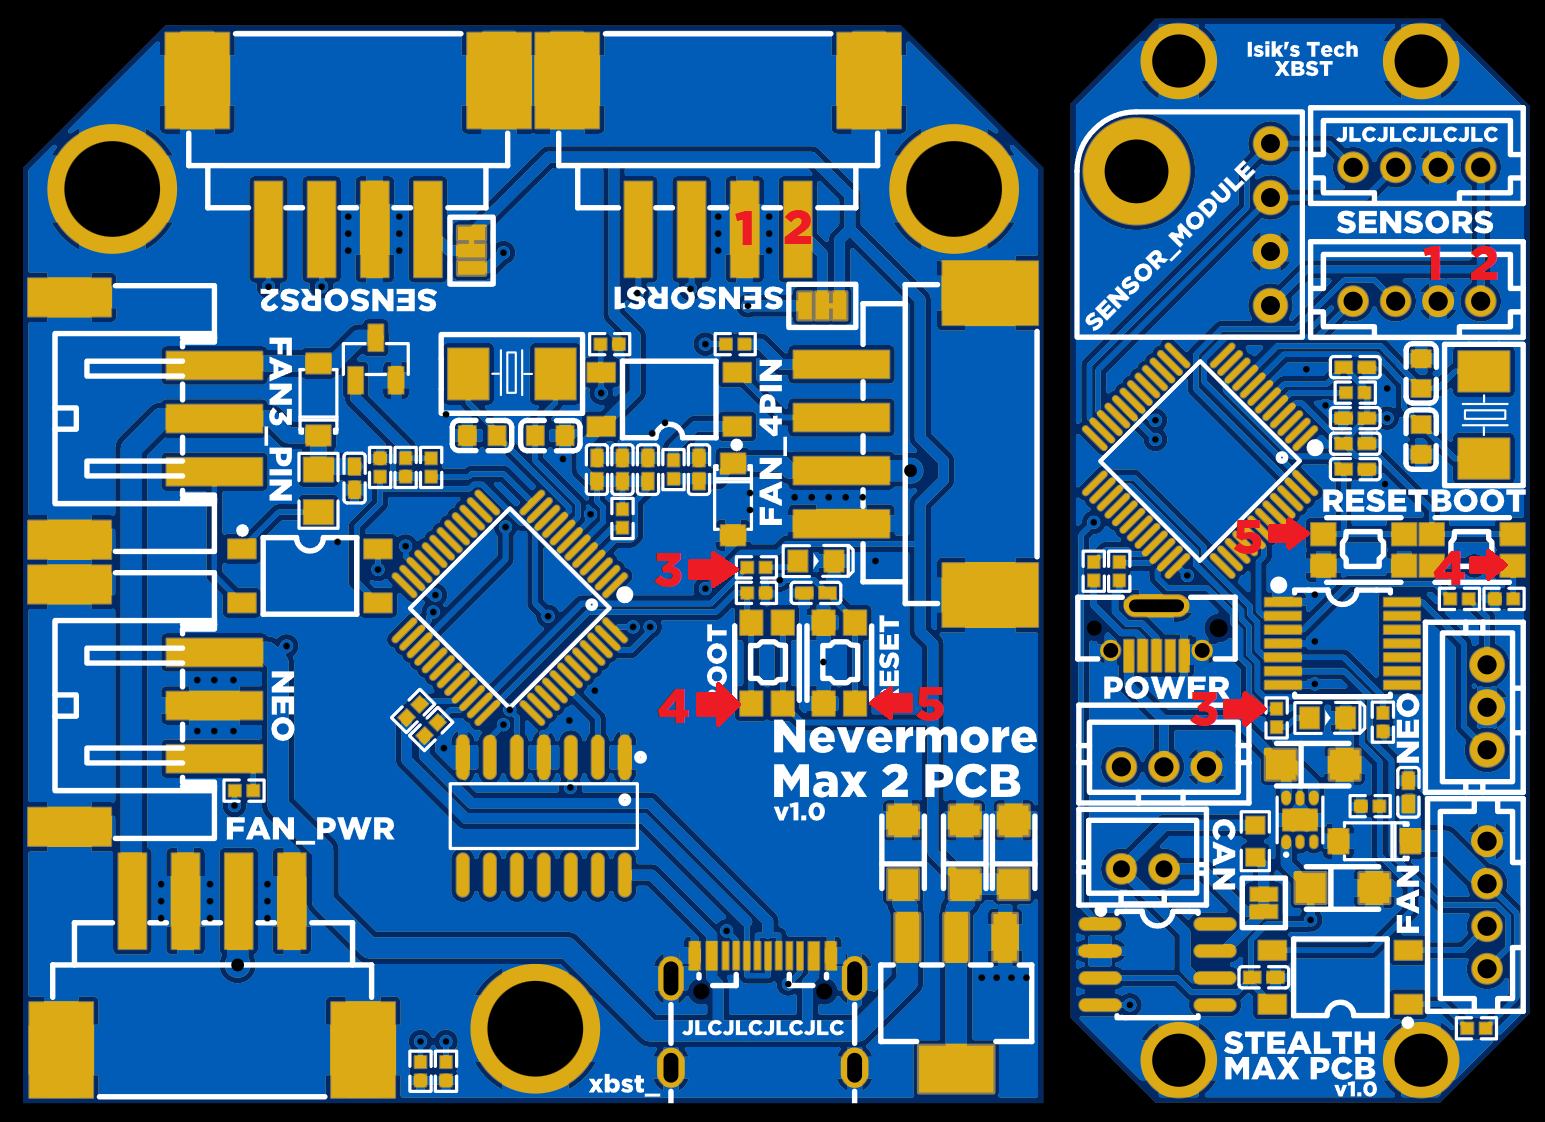 1 2
SENSORS2
SENSORS1
FAN3_PIN
FAN_4PIN
3
BOOT
RESET
4
5
NEO
Nevermore
Max 2 PCB
v1.0
FAN_PWR
JLCJLCJLCJLC
xbst_
Isik's Tech
XBST
JLCJLCJLCJLC
SENSORS
SENSOR_MODULE
1 2
RESET BOOT
5
4
POWER
3
NEO
CAN
FAN
STEALTH
MAX PCB
v1.0